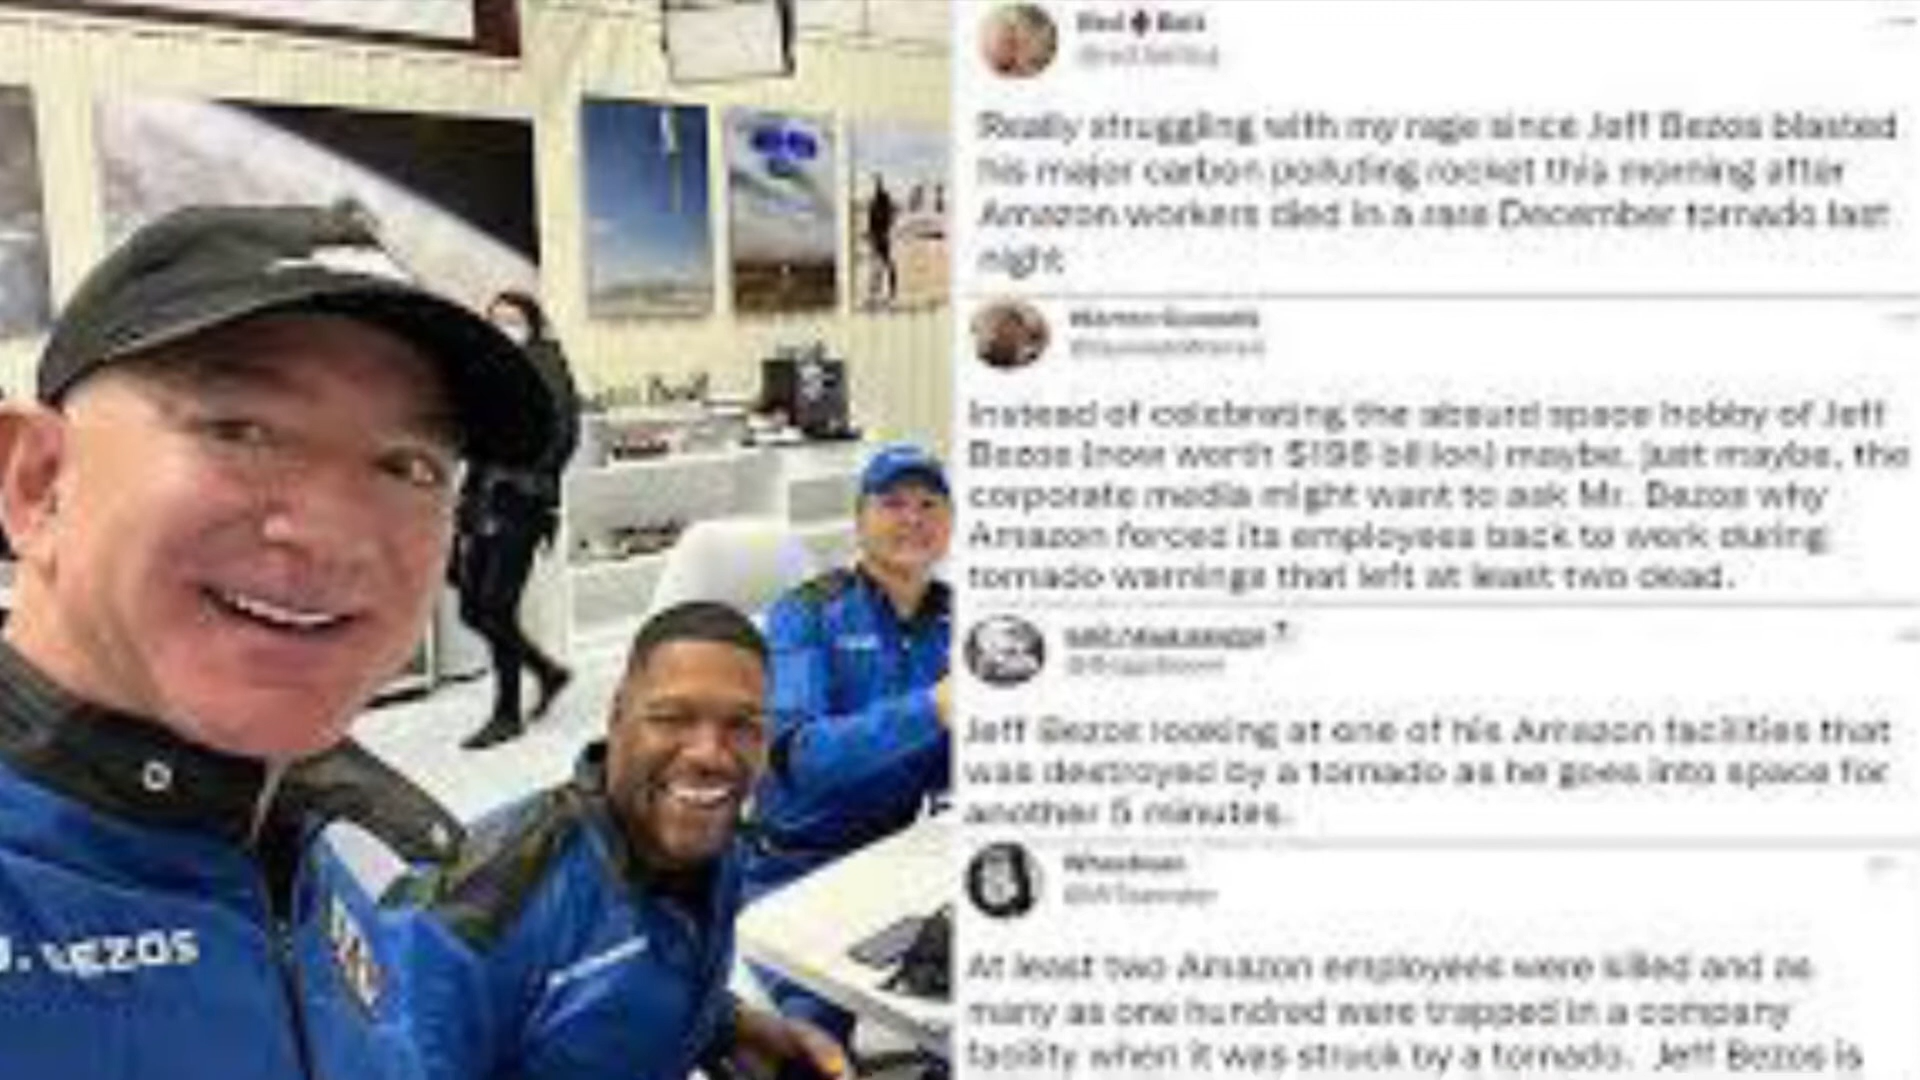 BEZOS
Really struggling with my rage since Jeff Bezos blasted
his major carbon polluting rocket this morning after
Amazon workers died in a rare December tornado last
night
Instead of celebrating the absurd space hobby of Jeff
Bezos (now worth billion) maybe, just maybe, the
corporate media might want to ask Mr. Bezos why
Amazon forced its employees back to work during
tornado warnings that left at least two dead.
Jeff Bezos looking at one of his Amazon facilities that
was destroyed by a tornado as he goes into space for
another 5 minutes.
At least two Amazon employees were killed and as
many as one hundred were trapped in a company
facility when it was struck by a tornado. Jeff Bezos is